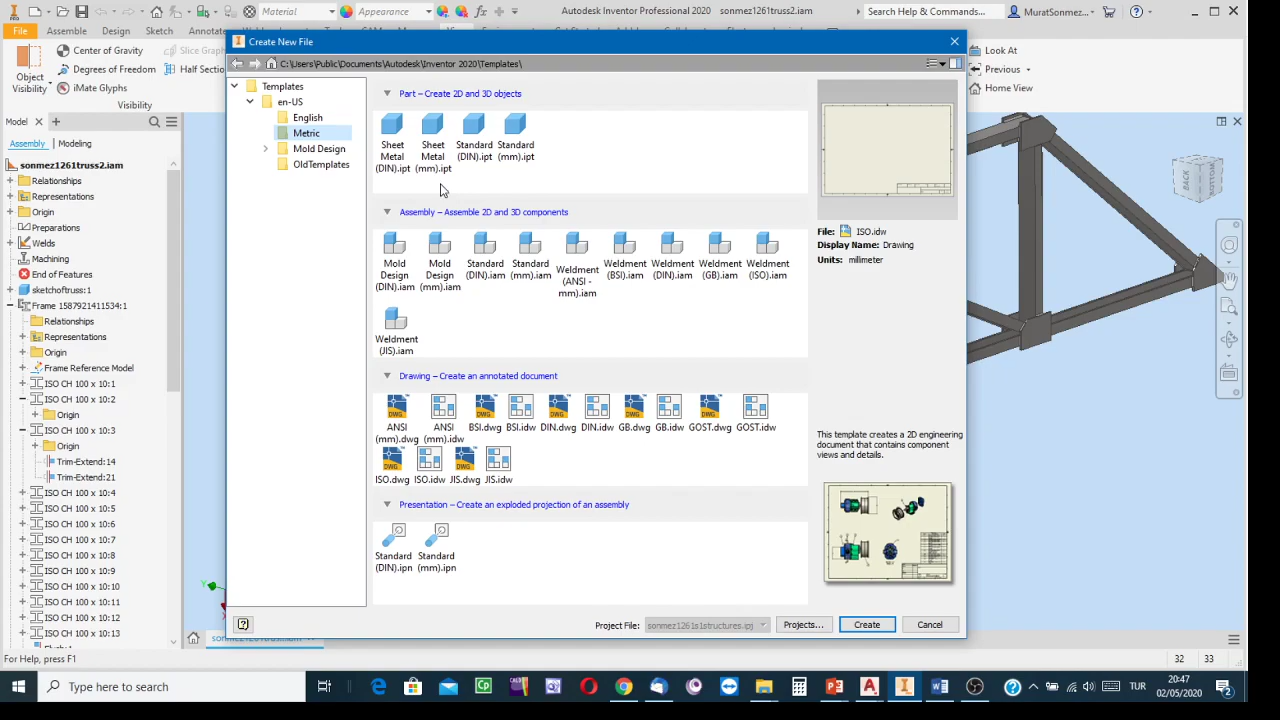 PRO
Material
Appearance
Autodesk Inventor Professional 2020 sonmez1261truss2.iam
Search Help & Commands...
MuratSonmez...
File
Assemble
Design
Sketch
Create New File
Look At
Center of Gravity
Slice Graph
C:\Users\Public\Documents\Autodesk\Inventor 2020\Templates\
Previous
Object
Visibility
Degrees of Freedom
Half Section
iMate Glyphs
Home View
Visibility
Templates
en-US
English
Metric
Mold Design
OldTemplates
Part – Create 2D and 3D objects
Sheet Metal (DIN).ipt
Sheet Metal (mm).ipt
Standard (DIN).ipt
Standard (mm).ipt
Assembly – Assemble 2D and 3D components
Mold Design (DIN).iam
Mold Design (mm).iam
Standard (DIN).iam
Standard (mm).iam
Weldment (ANSI - mm).iam
Weldment (BSI).iam
Weldment (DIN).iam
Weldment (GB).iam
Weldment (ISO).iam
Weldment (JIS).iam
Drawing – Create an annotated document
DWG
ANSI (mm).dwg
ANSI (mm).idw
DWG
BSI.dwg
BSI.idw
DWG
DIN.dwg
DIN.idw
DWG
GB.dwg
GB.idw
DWG
GOST.dwg
GOST.idw
DWG
ISO.dwg
ISO.idw
DWG
JIS.dwg
JIS.idw
Presentation – Create an exploded projection of an assembly
Standard (DIN).ipn
Standard (mm).ipn
File: ISO.idw
Display Name: Drawing
Units: millimeter
This template creates a 2D engineering
document that contains component
views and details.
Project File: sonmez1261s1structures.ipj
Projects...
Create
Cancel
Model
Assembly
Modeling
sonmez1261truss2.iam
Relationships
Representations
Origin
Preparations
Welds
Machining
End of Features
sketchoftruss:1
Frame 1587921411534:1
Relationships
Representations
Origin
Frame Reference Model
ISO CH 100 x 10:1
ISO CH 100 x 10:2
Origin
ISO CH 100 x 10:3
Origin
Trim-Extend:14
Trim-Extend:21
ISO CH 100 x 10:4
ISO CH 100 x 10:5
ISO CH 100 x 10:6
ISO CH 100 x 10:7
ISO CH 100 x 10:8
ISO CH 100 x 10:9
ISO CH 100 x 10:10
ISO CH 100 x 10:11
ISO CH 100 x 10:12
ISO CH 100 x 10:13
BACK
Y
For Help, press F1
32 33
Type here to search
TUR
20:47
02/05/2020
2